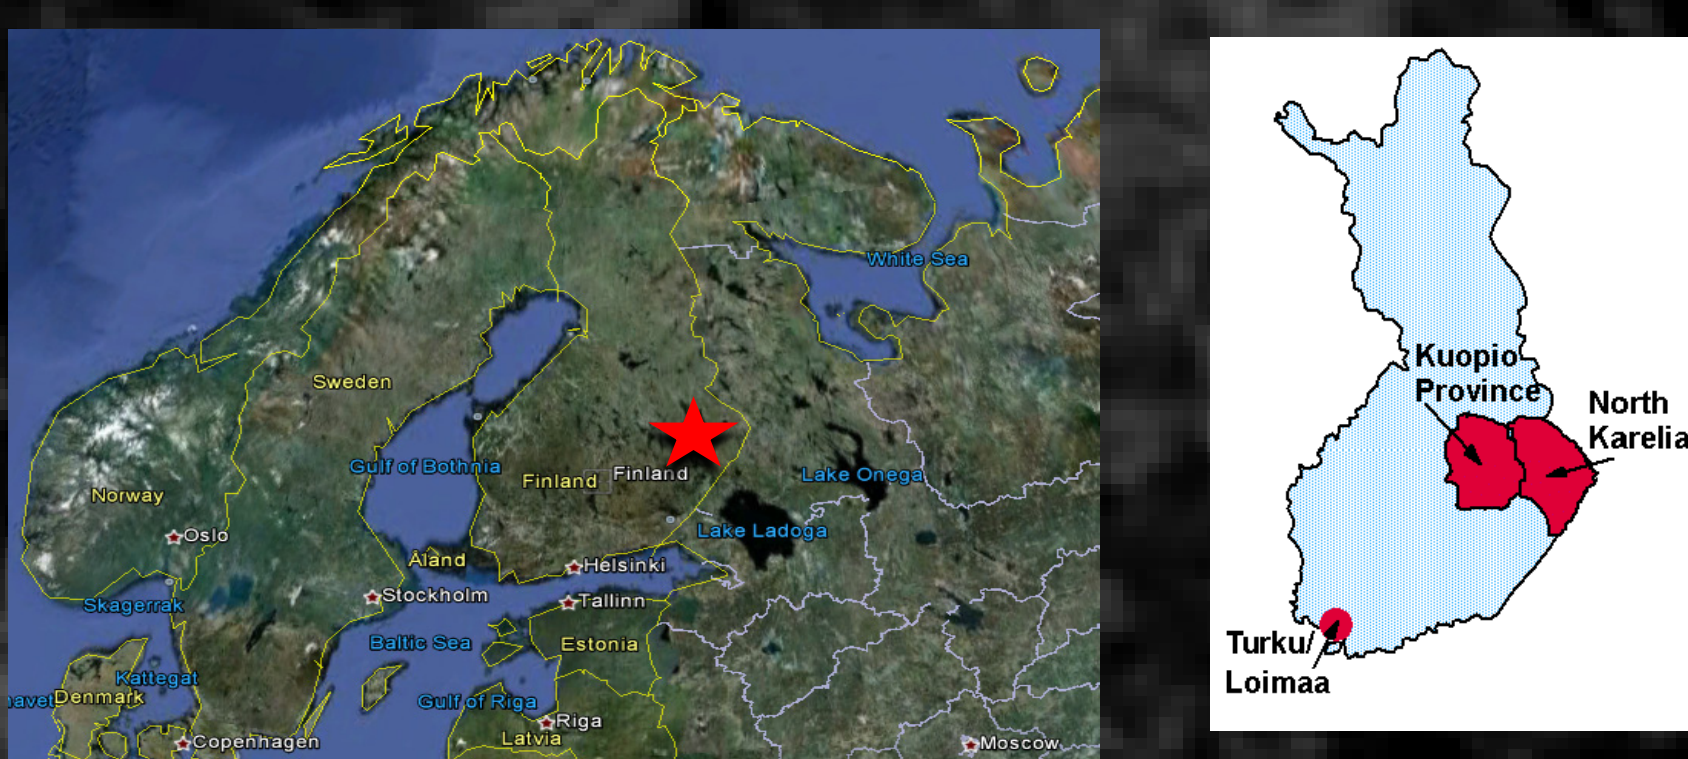 White Sea
Sweden
Gulf of Bothnia
Finland
Finland
Lake Onega
Norway
Lake Ladoga
Oslo
Åland
Helsinki
Skagerrak
Stockholm
Tallinn
Baltic Sea
Estonia
Kattegat
navet
Denmark
Gulf of Riga
Riga
Latvia
Copenhagen
Moscow
Kuopio
Province
North
Karelia
Turku/
Loimaa